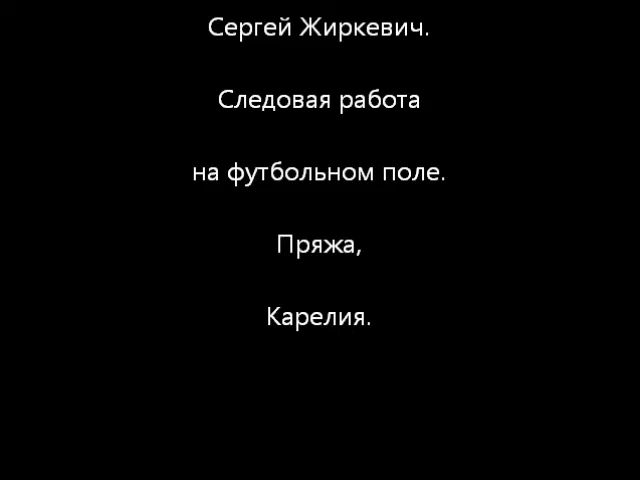 Сергей Жиркевич.
Следовая работа
на футбольном поле.
Пряжа,
Карелия.